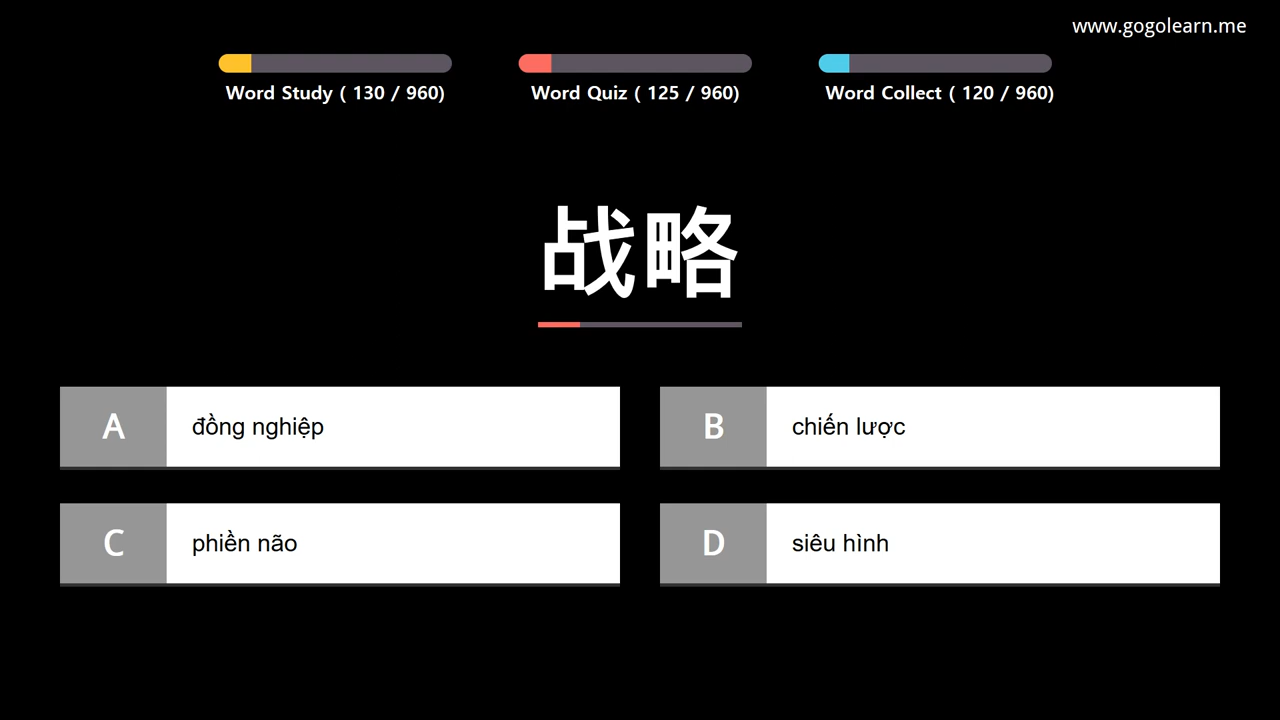 www.gogolearn.me
Word Study ( 130 / 960)
Word Quiz ( 125 / 960)
Word Collect ( 120 / 960)
战略
A đồng nghiệp
B chiến lược
C phiền não
D siêu hình